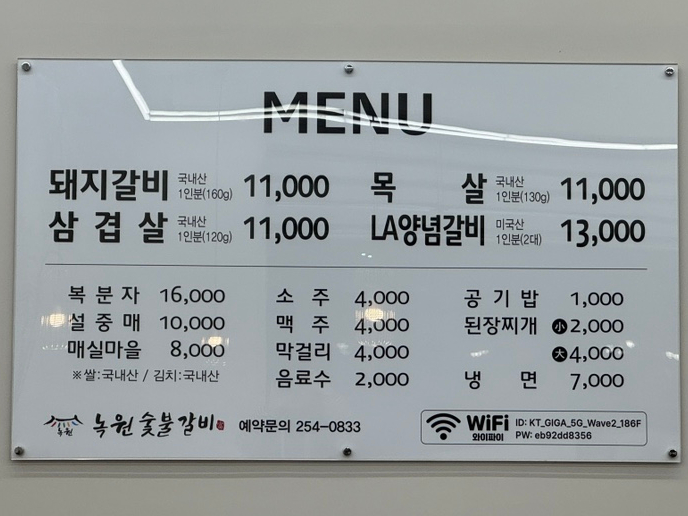 MENU
돼지갈비 국내산 1인분(160g) 11,000 목 살 국내산 1인분(130g) 11,000
삼겹살 국내산 1인분(120g) 11,000 LA양념갈비 미국산 1인분(2대) 13,000
복분자 16,000 소주 4,000 공기밥 1,000
설중매 10,000 맥주 4,000 된장찌개 小 2,000
매실마을 8,000 막걸리 4,000 大 4,000
※쌀:국내산 / 김치:국내산 음료수 2,000 냉면 7,000
녹원 녹원 숯불갈비 예약문의 254-0833 WiFi 와이파이 ID: KT_GIGA_5G_Wave2_186F
PW: eb92dd8356